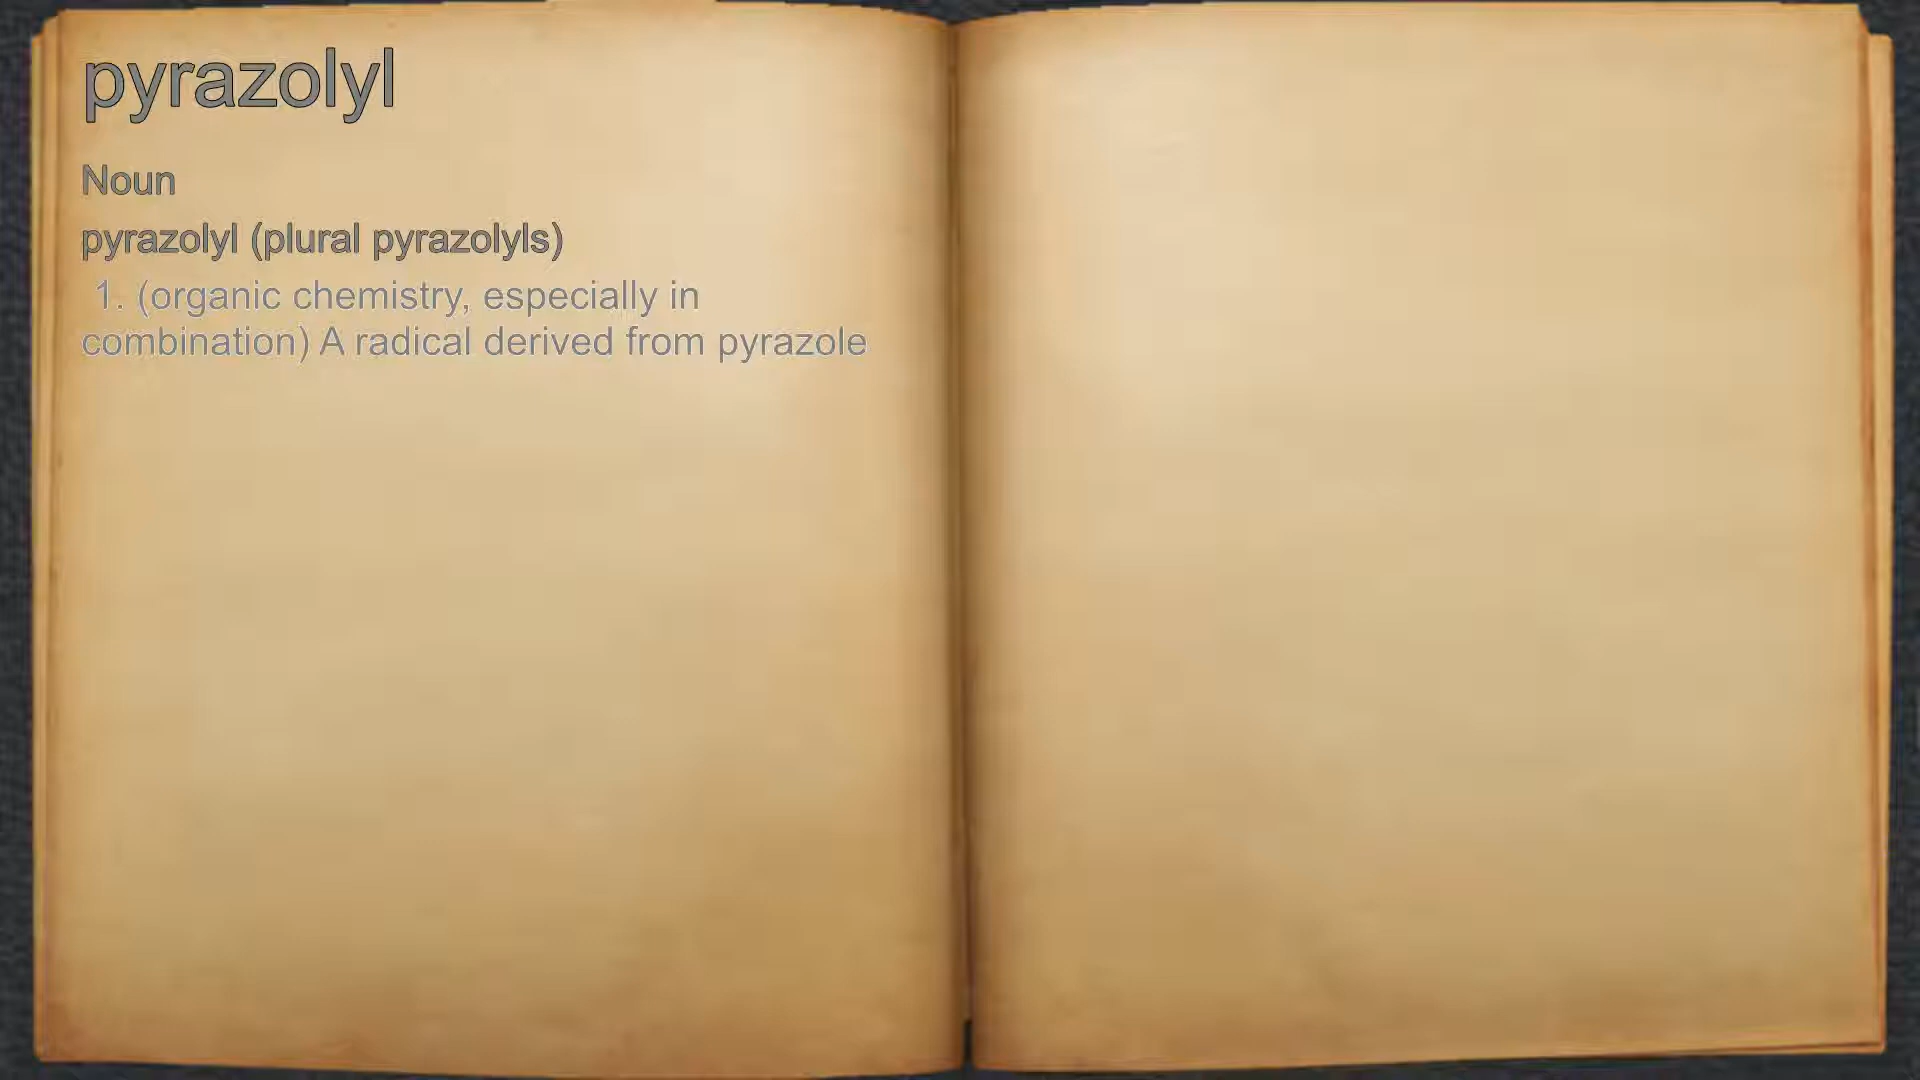 pyrazolyl
Noun
pyrazolyl (plural pyrazolyls)
1. (organic chemistry, especially in
combination) A radical derived from pyrazole